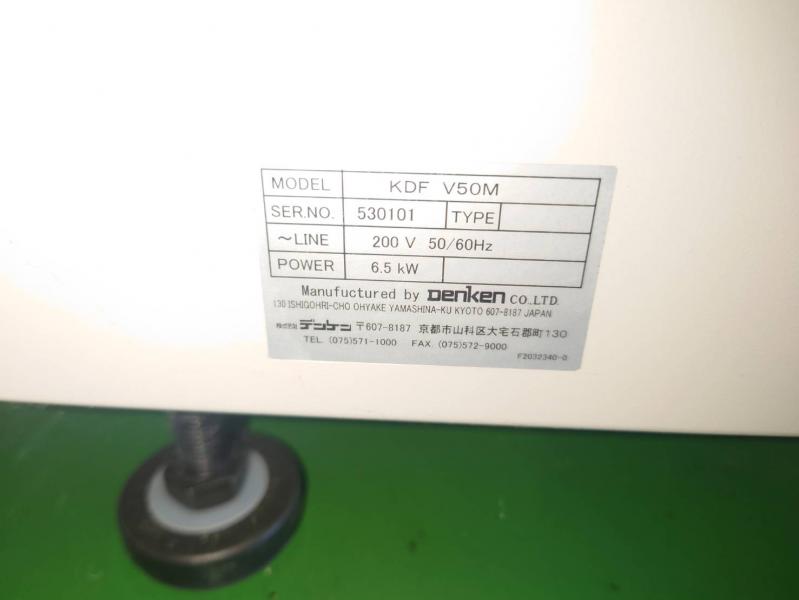 MODEL KDF V50M
SER.NO. 530101 TYPE
~LINE 200 V 50/60Hz
POWER 6.5 kW
Manufuctured by Denken CO.,LTD.
130 ISHIGOHRI-CHO OHYAKE YAMASHINA-KU KYOTO 607-8187 JAPAN
株式会社 デンケン 〒607-8187 京都市山科区大宅石郡町130
TEL. (075)571-1000 FAX. (075)572-9000
F2032340-0